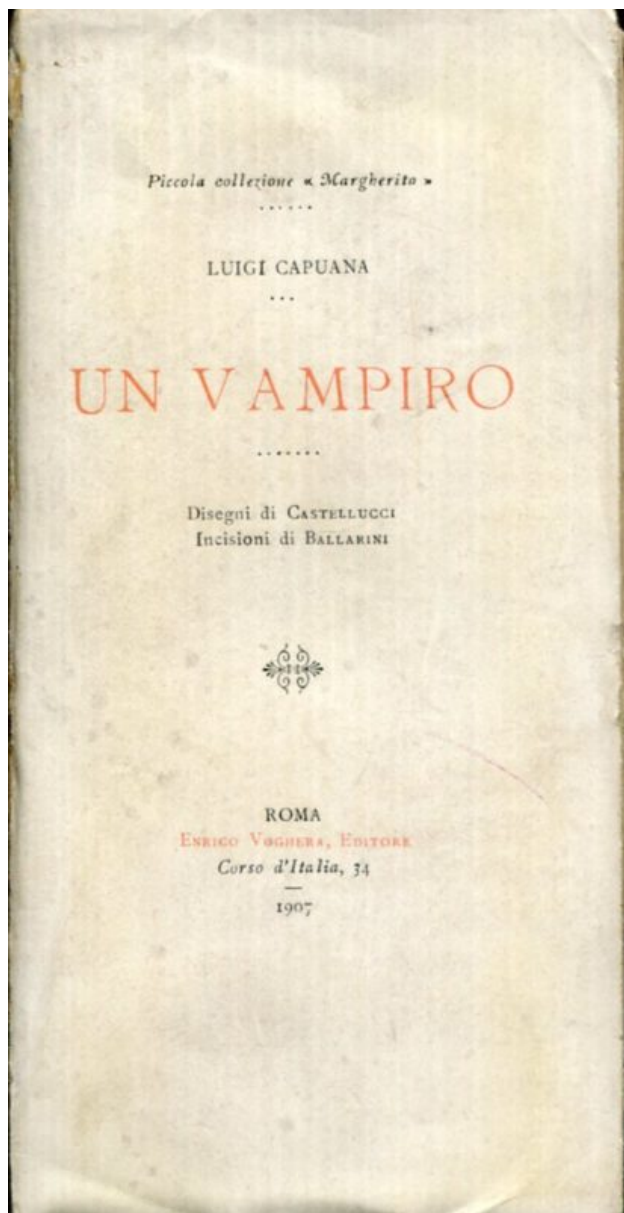 Piccola collezione « Margherita »
LUIGI CAPUANA
UN VAMPIRO
Disegni di CASTELLUCCI
Incisioni di BALLARINI
ROMA
ENRICO VOGHERA, EDITORE
Corso d'Italia, 34
1907